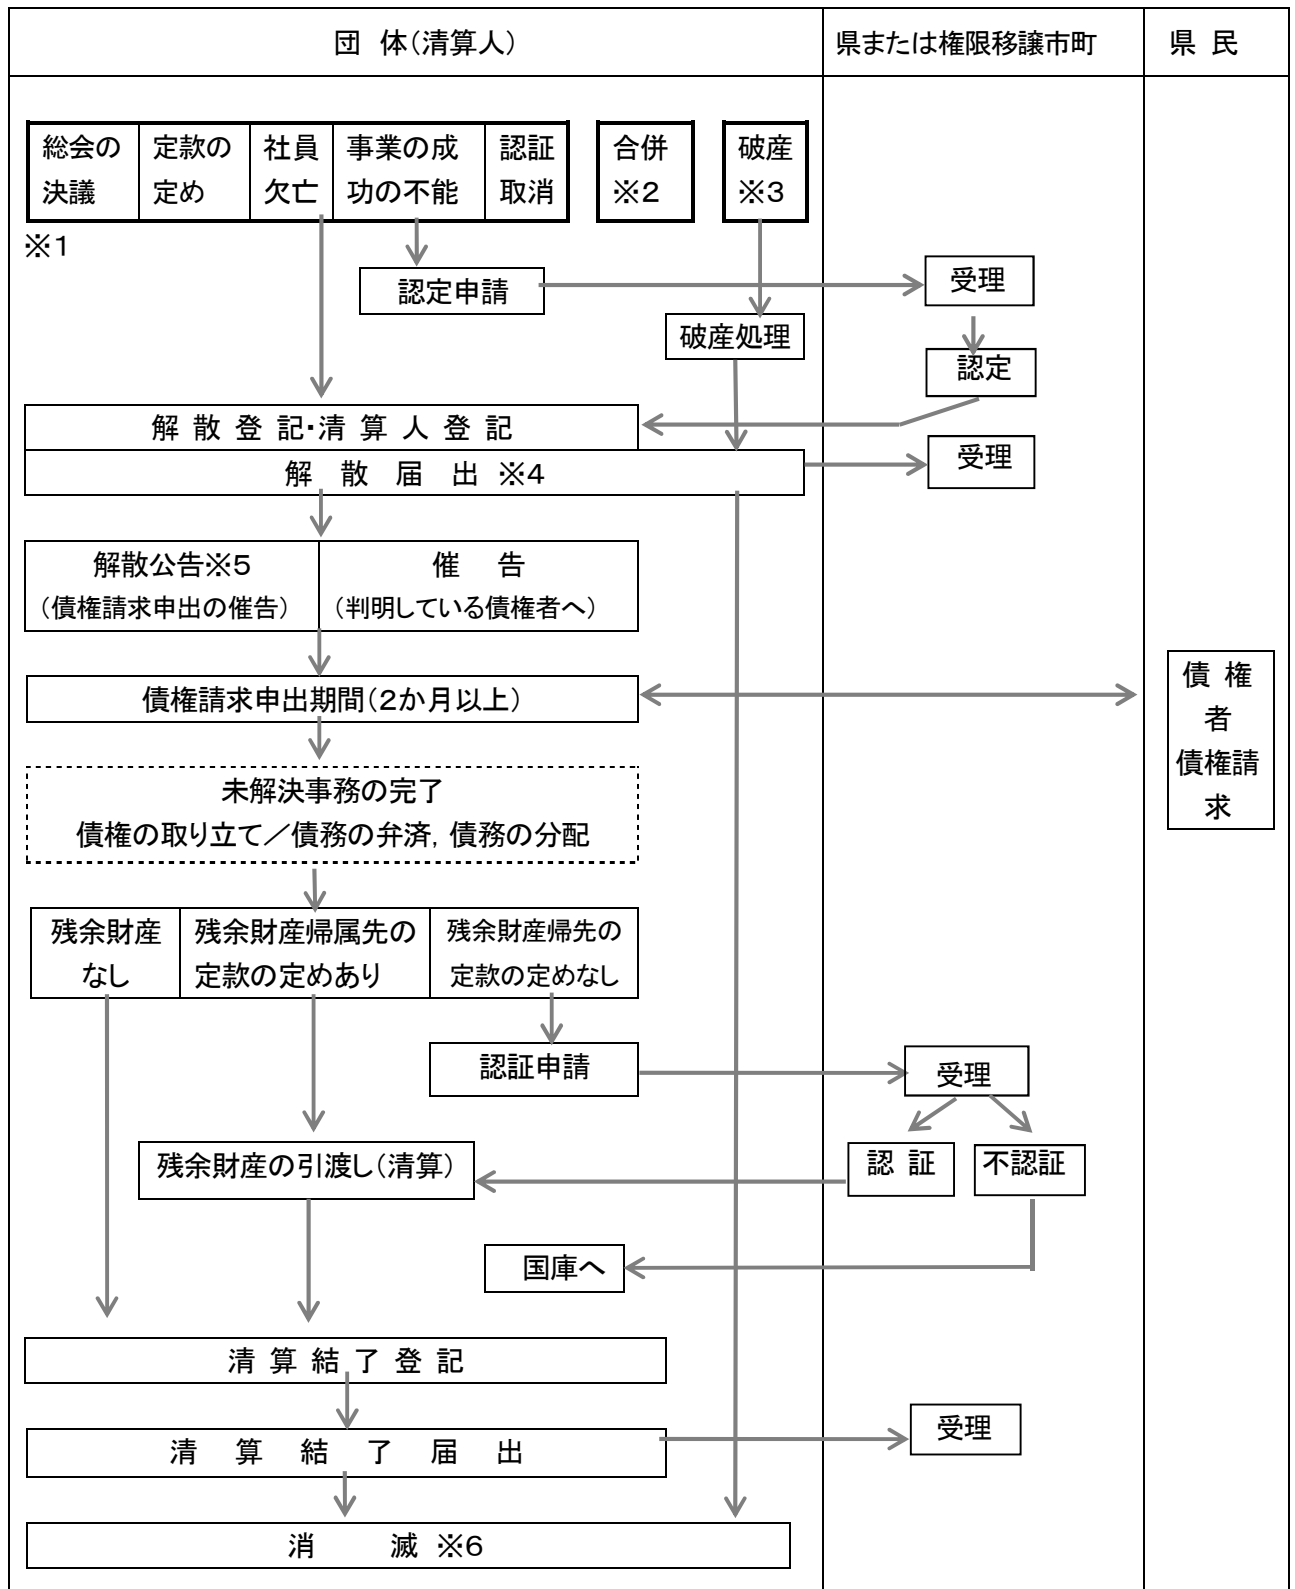 団 体（清算人）
県または権限移譲市町
県 民
総会の
決議
定款の
定め
社員
欠亡
事業の成
功の不能
認証
取消
合併
※２
破産
※３
※１
認定申請
受理
破産処理
認定
解 散 登 記・清 算 人 登 記
解 散 届 出 ※４
受理
解散公告※５
（債権請求申出の催告）
催 告
（判明している債権者へ）
債権請求申出期間（２か月以上）
債 権
者
債権請
求
未解決事務の完了
債権の取り立て／債務の弁済，債務の分配
残余財産
なし
残余財産帰属先の
定款の定めあり
残余財産帰先の
定款の定めなし
認証申請
受理
残余財産の引渡し（清算）
認 証
不認証
国庫へ
清 算 結 了 登 記
清 算 結 了 届 出
受理
消 滅 ※６